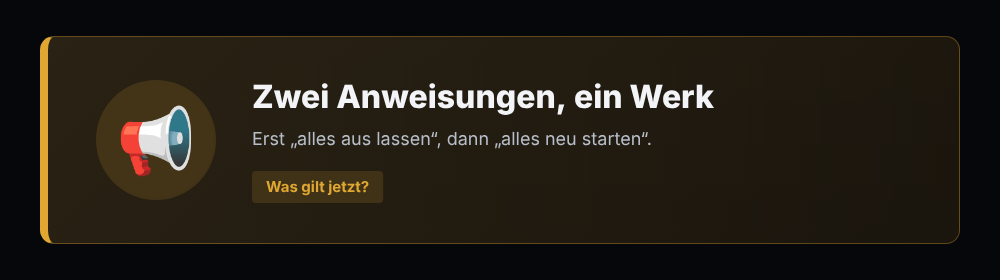 Zwei Anweisungen, ein Werk
Erst „alles aus lassen“, dann „alles neu starten“.
Was gilt jetzt?